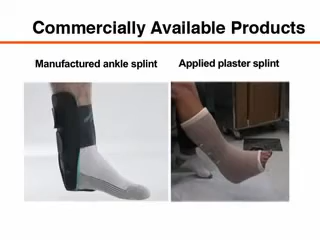 Commercially Available Products
Manufactured ankle splint
Applied plaster splint